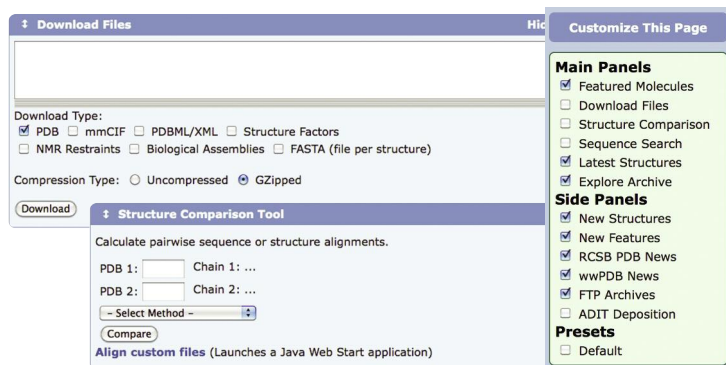 Download Files
Download Type:
PDB mmCIF PDBML/XML Structure Factors
NMR Restraints Biological Assemblies FASTA (file per structure)
Compression Type: Uncompressed GZipped
Download
Structure Comparison Tool
Calculate pairwise sequence or structure alignments.
PDB 1: Chain 1: ...
PDB 2: Chain 2: ...
– Select Method –
Compare
Align custom files (Launches a Java Web Start application)
Customize This Page
Main Panels
Featured Molecules
Download Files
Structure Comparison
Sequence Search
Latest Structures
Explore Archive
Side Panels
New Structures
New Features
RCSB PDB News
wwPDB News
FTP Archives
ADIT Deposition
Presets
Default